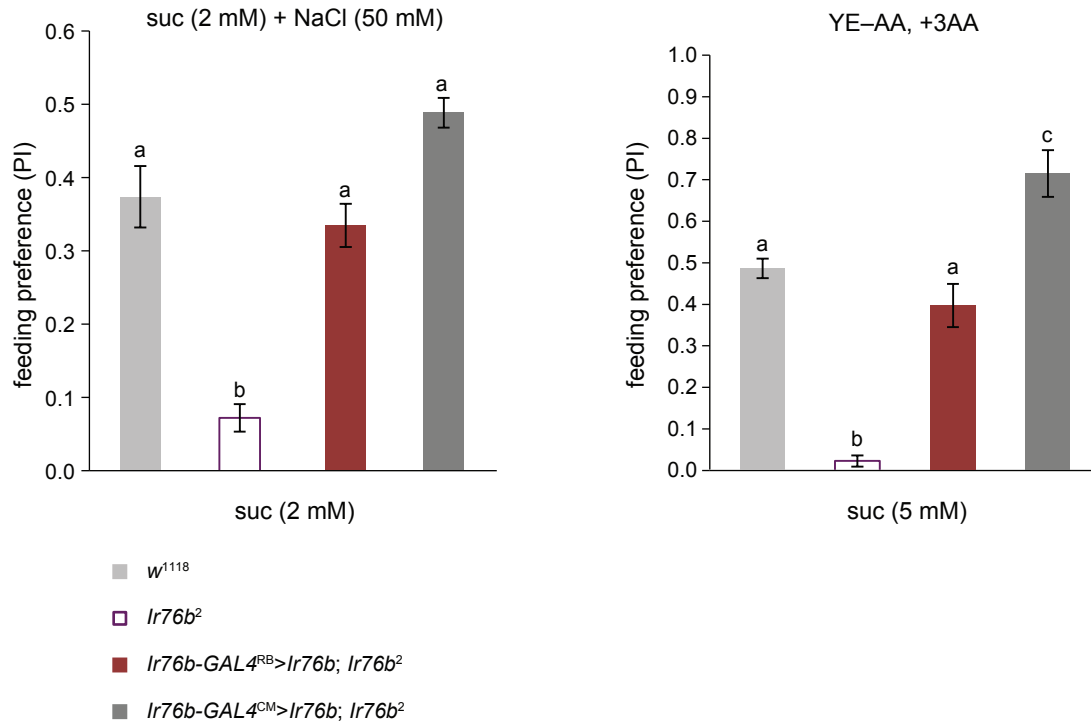 suc (2 mM) + NaCl (50 mM)
feeding preference (PI)
0.6
0.5
0.4
0.3
0.2
0.1
0.0
a
b
a
a
suc (2 mM)
YE–AA, +3AA
feeding preference (PI)
1.0
0.9
0.8
0.7
0.6
0.5
0.4
0.3
0.2
0.1
0.0
a
b
a
c
suc (5 mM)
w¹¹¹⁸
Ir76b²
Ir76b-GAL4ᴿᴮ>Ir76b; Ir76b²
Ir76b-GAL4ᶜᴹ>Ir76b; Ir76b²